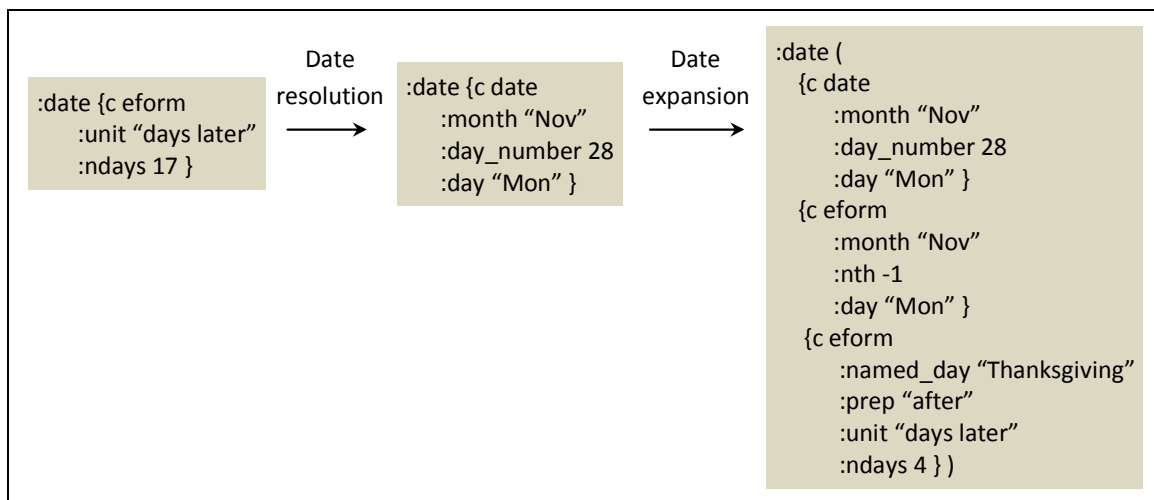 :date {c eform
:unit “days later”
:ndays 17 }
Date
resolution
:date {c date
:month “Nov”
:day_number 28
:day “Mon” }
Date
expansion
:date (
{c date
:month “Nov”
:day_number 28
:day “Mon” }
{c eform
:month “Nov”
:nth -1
:day “Mon” }
{c eform
:named_day “Thanksgiving”
:prep “after”
:unit “days later”
:ndays 4 } )